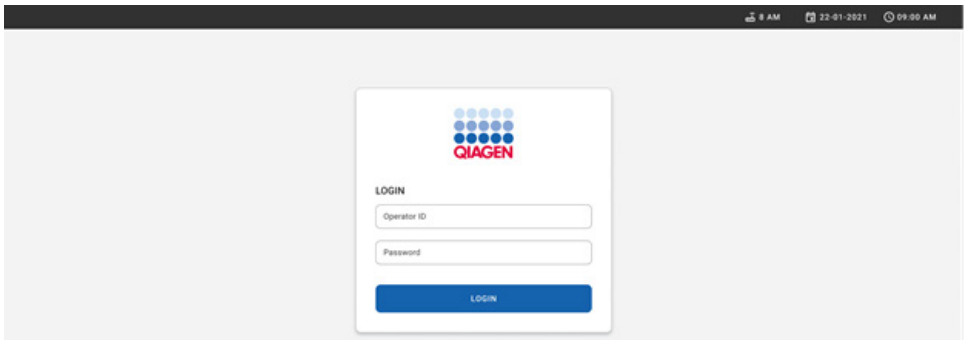 8 AM 22-01-2021 09:00 AM
QIAGEN
LOGIN
Operator ID
Password
LOGIN